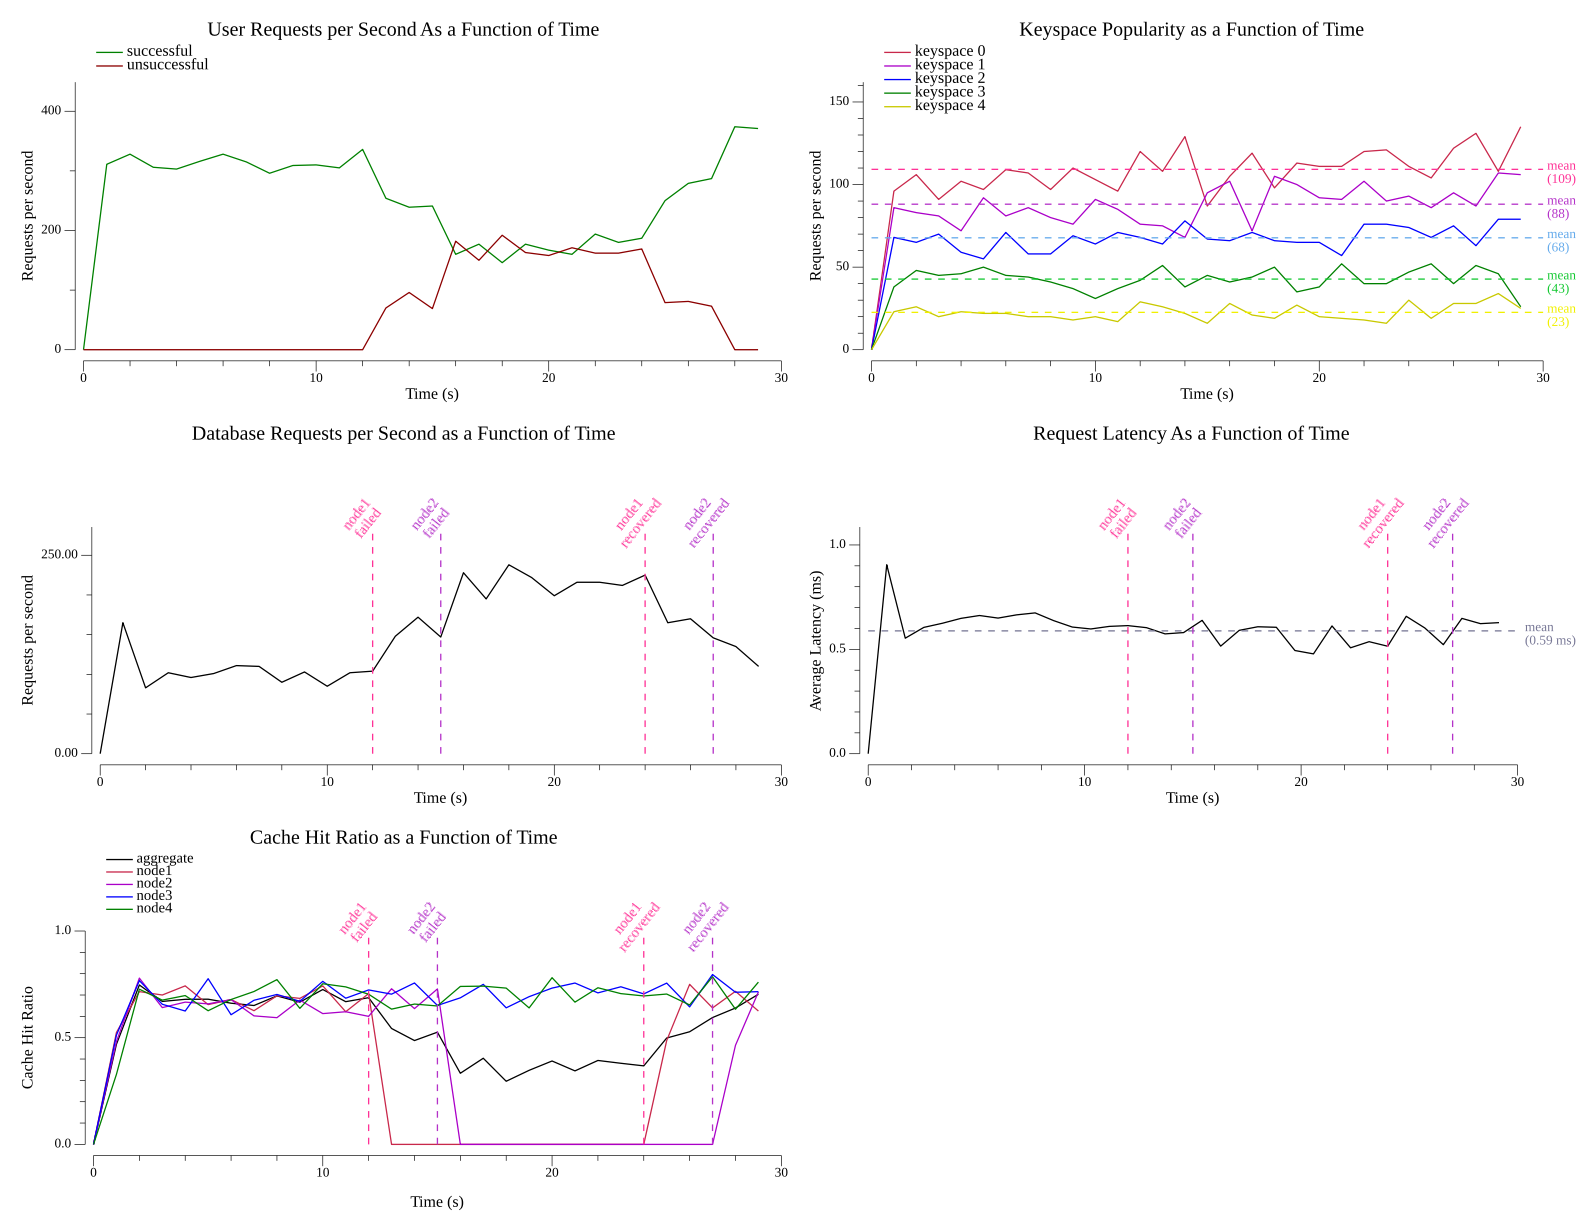 User Requests per Second As a Function of Time
successful
unsuccessful
400
200
0
Requests per second
0
10
20
30
Time (s)
Keyspace Popularity as a Function of Time
keyspace 0
keyspace 1
keyspace 2
keyspace 3
keyspace 4
150
100
50
0
Requests per second
mean
(109)
mean
(88)
mean
(68)
mean
(43)
mean
(23)
0
10
20
30
Time (s)
Database Requests per Second as a Function of Time
node1
failed
node2
failed
node1
recovered
node2
recovered
250.00
0.00
Requests per second
0
10
20
30
Time (s)
Request Latency As a Function of Time
node1
failed
node2
failed
node1
recovered
node2
recovered
1.0
0.5
0.0
Average Latency (ms)
mean
(0.59 ms)
0
10
20
30
Time (s)
Cache Hit Ratio as a Function of Time
aggregate
node1
node2
node3
node4
node1
failed
node2
failed
node1
recovered
node2
recovered
1.0
0.5
0.0
Cache Hit Ratio
0
10
20
30
Time (s)